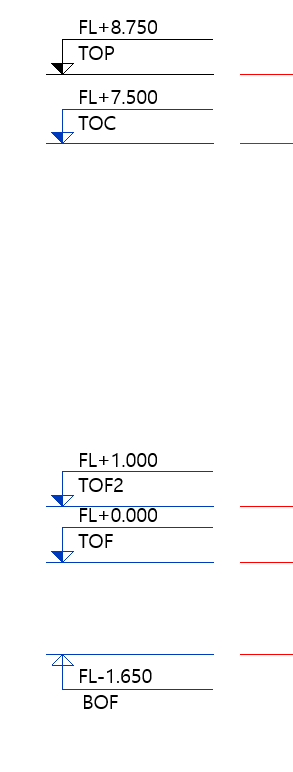 FL+8.750
TOP
FL+7.500
TOC
FL+1.000
TOF2
FL+0.000
TOF
FL-1.650
BOF